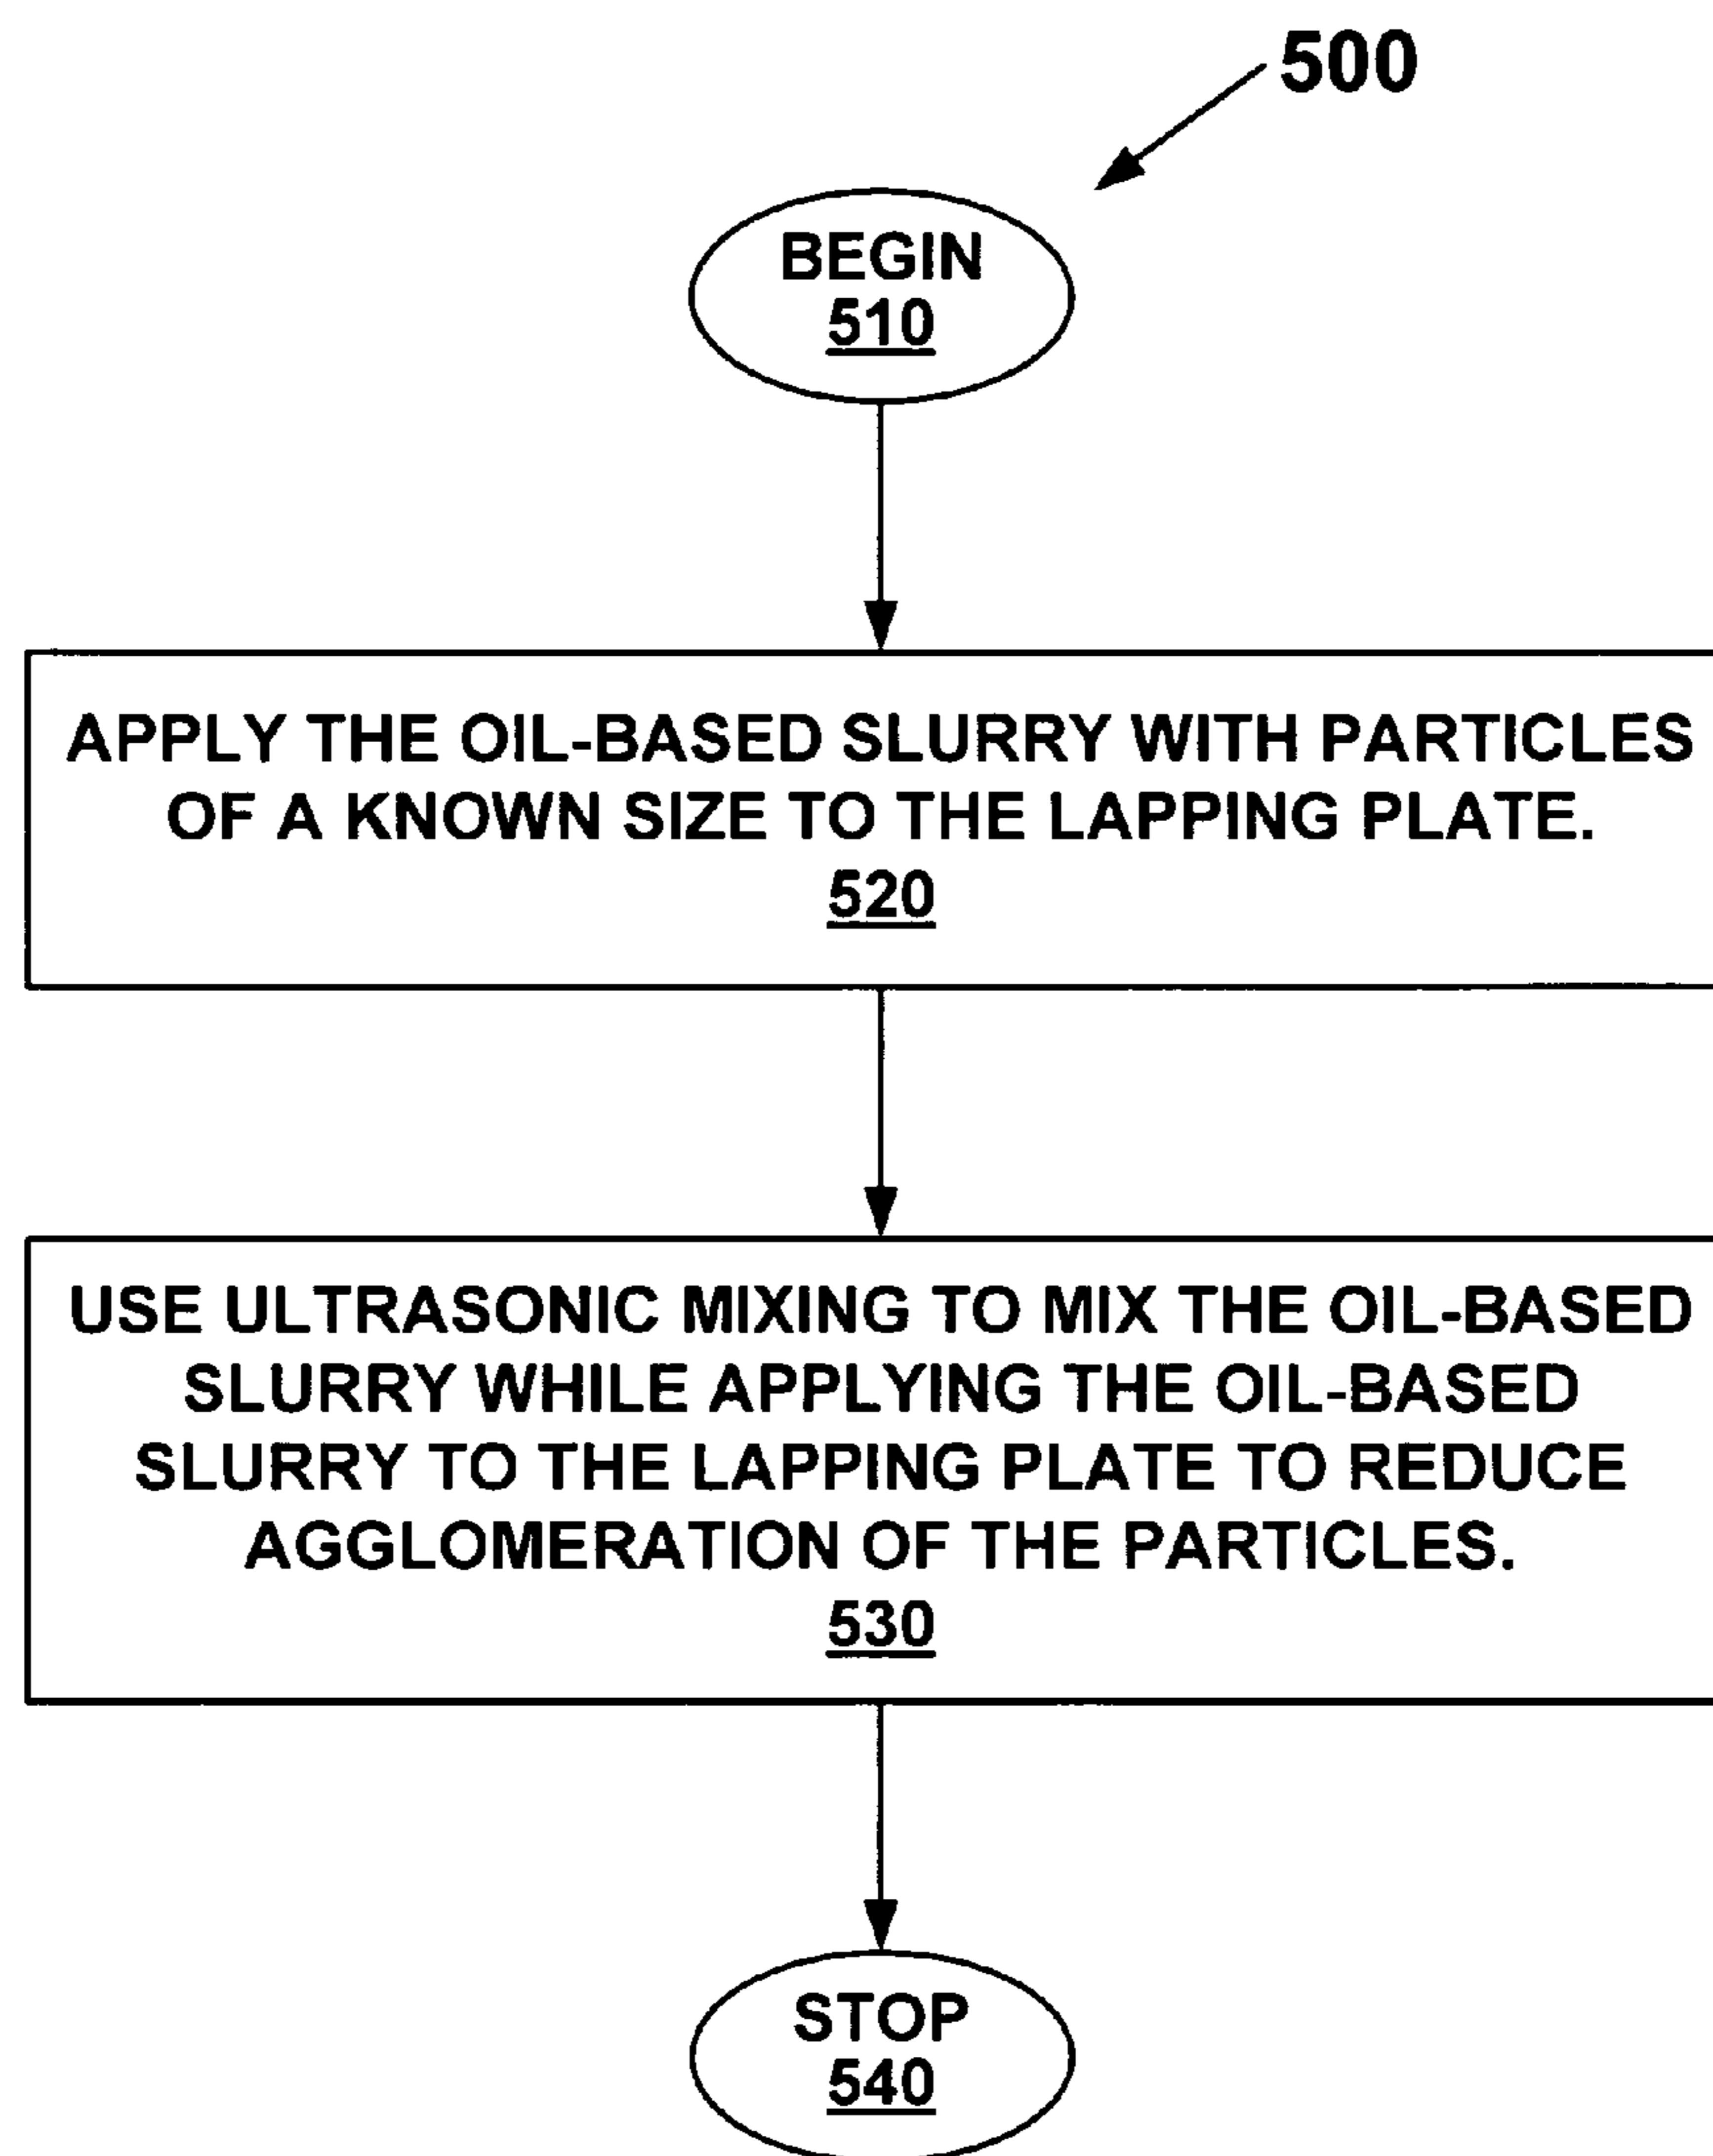 500
BEGIN
510
APPLY THE OIL-BASED SLURRY WITH PARTICLES
OF A KNOWN SIZE TO THE LAPPING PLATE.
520
USE ULTRASONIC MIXING TO MIX THE OIL-BASED
SLURRY WHILE APPLYING THE OIL-BASED
SLURRY TO THE LAPPING PLATE TO REDUCE
AGGLOMERATION OF THE PARTICLES.
530
STOP
540